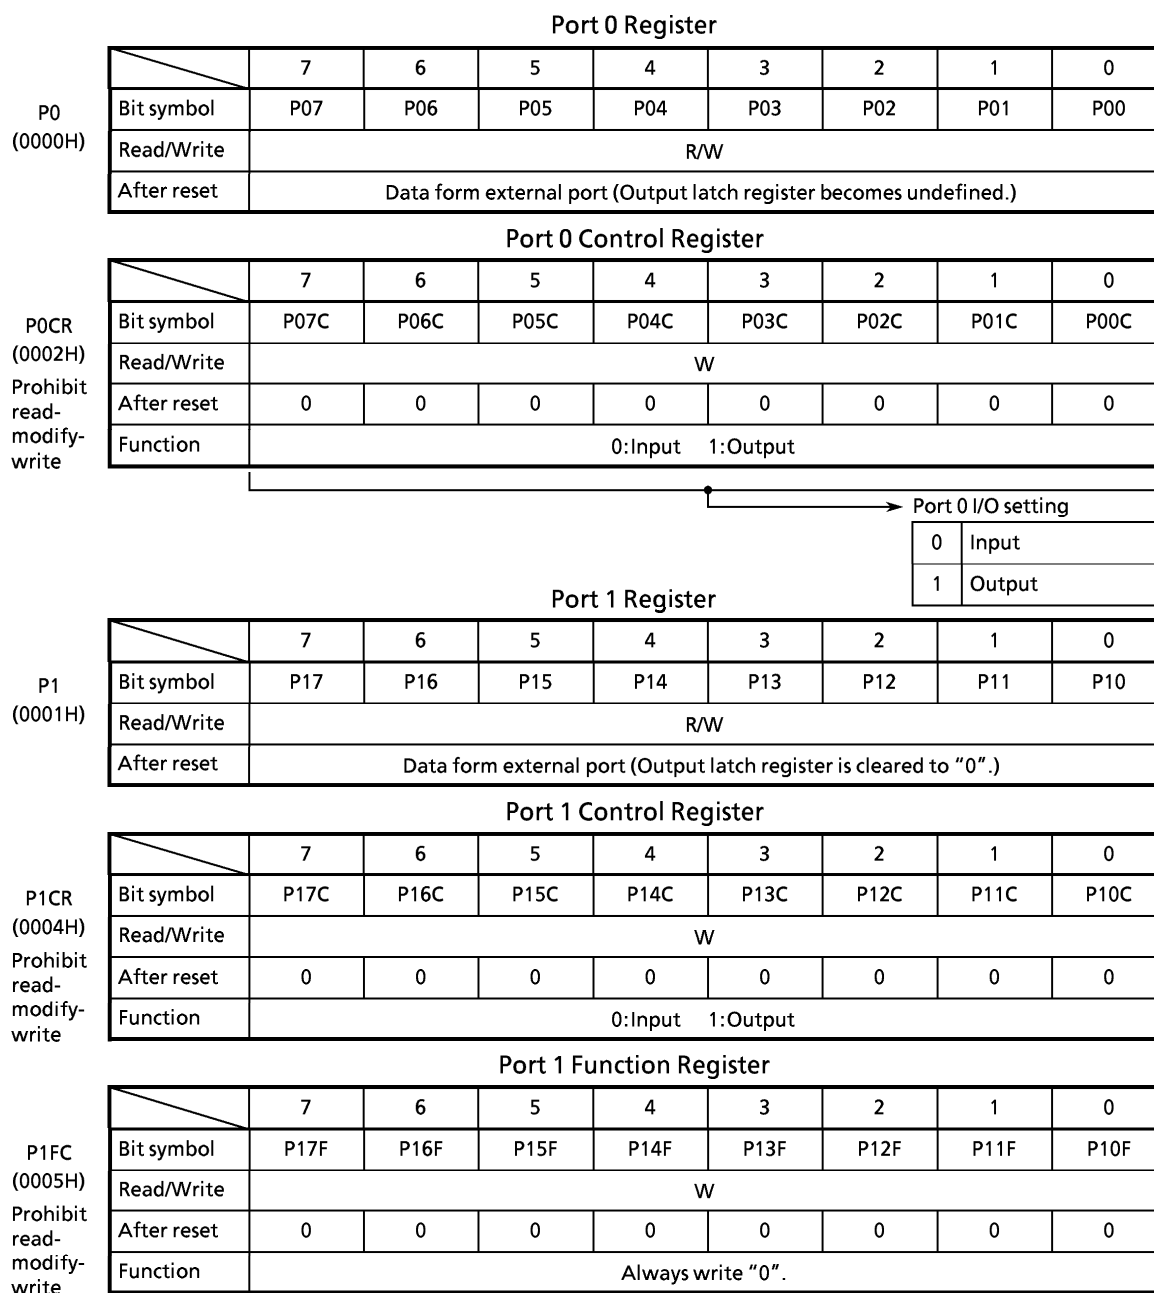 Port 0 Register
7 6 5 4 3 2 1 0
P0
(0000H)
Bit symbol P07 P06 P05 P04 P03 P02 P01 P00
Read/Write R/W
After reset Data form external port (Output latch register becomes undefined.)
Port 0 Control Register
7 6 5 4 3 2 1 0
P0CR
(0002H)
Prohibit
read-
modify-
write
Bit symbol P07C P06C P05C P04C P03C P02C P01C P00C
Read/Write W
After reset 0 0 0 0 0 0 0 0
Function 0:Input 1:Output
Port 0 I/O setting
0 Input
1 Output
Port 1 Register
7 6 5 4 3 2 1 0
P1
(0001H)
Bit symbol P17 P16 P15 P14 P13 P12 P11 P10
Read/Write R/W
After reset Data form external port (Output latch register is cleared to “0”.)
Port 1 Control Register
7 6 5 4 3 2 1 0
P1CR
(0004H)
Prohibit
read-
modify-
write
Bit symbol P17C P16C P15C P14C P13C P12C P11C P10C
Read/Write W
After reset 0 0 0 0 0 0 0 0
Function 0:Input 1:Output
Port 1 Function Register
7 6 5 4 3 2 1 0
P1FC
(0005H)
Prohibit
read-
modify-
write
Bit symbol P17F P16F P15F P14F P13F P12F P11F P10F
Read/Write W
After reset 0 0 0 0 0 0 0 0
Function Always write “0”.